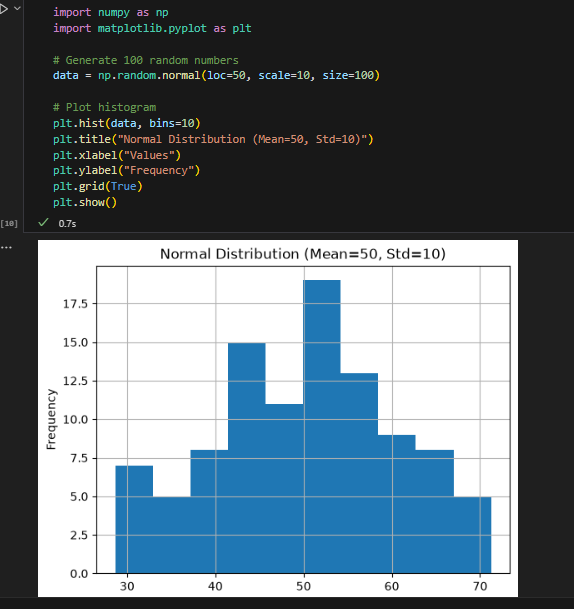 import numpy as np
import matplotlib.pyplot as plt
# Generate 100 random numbers
data = np.random.normal(loc=50, scale=10, size=100)
# Plot histogram
plt.hist(data, bins=10)
plt.title("Normal Distribution (Mean=50, Std=10)")
plt.xlabel("Values")
plt.ylabel("Frequency")
plt.grid(True)
plt.show()
[10] ✓ 0.7s
...
Normal Distribution (Mean=50, Std=10)
Frequency
17.5
15.0
12.5
10.0
7.5
5.0
2.5
0.0
30 40 50 60 70